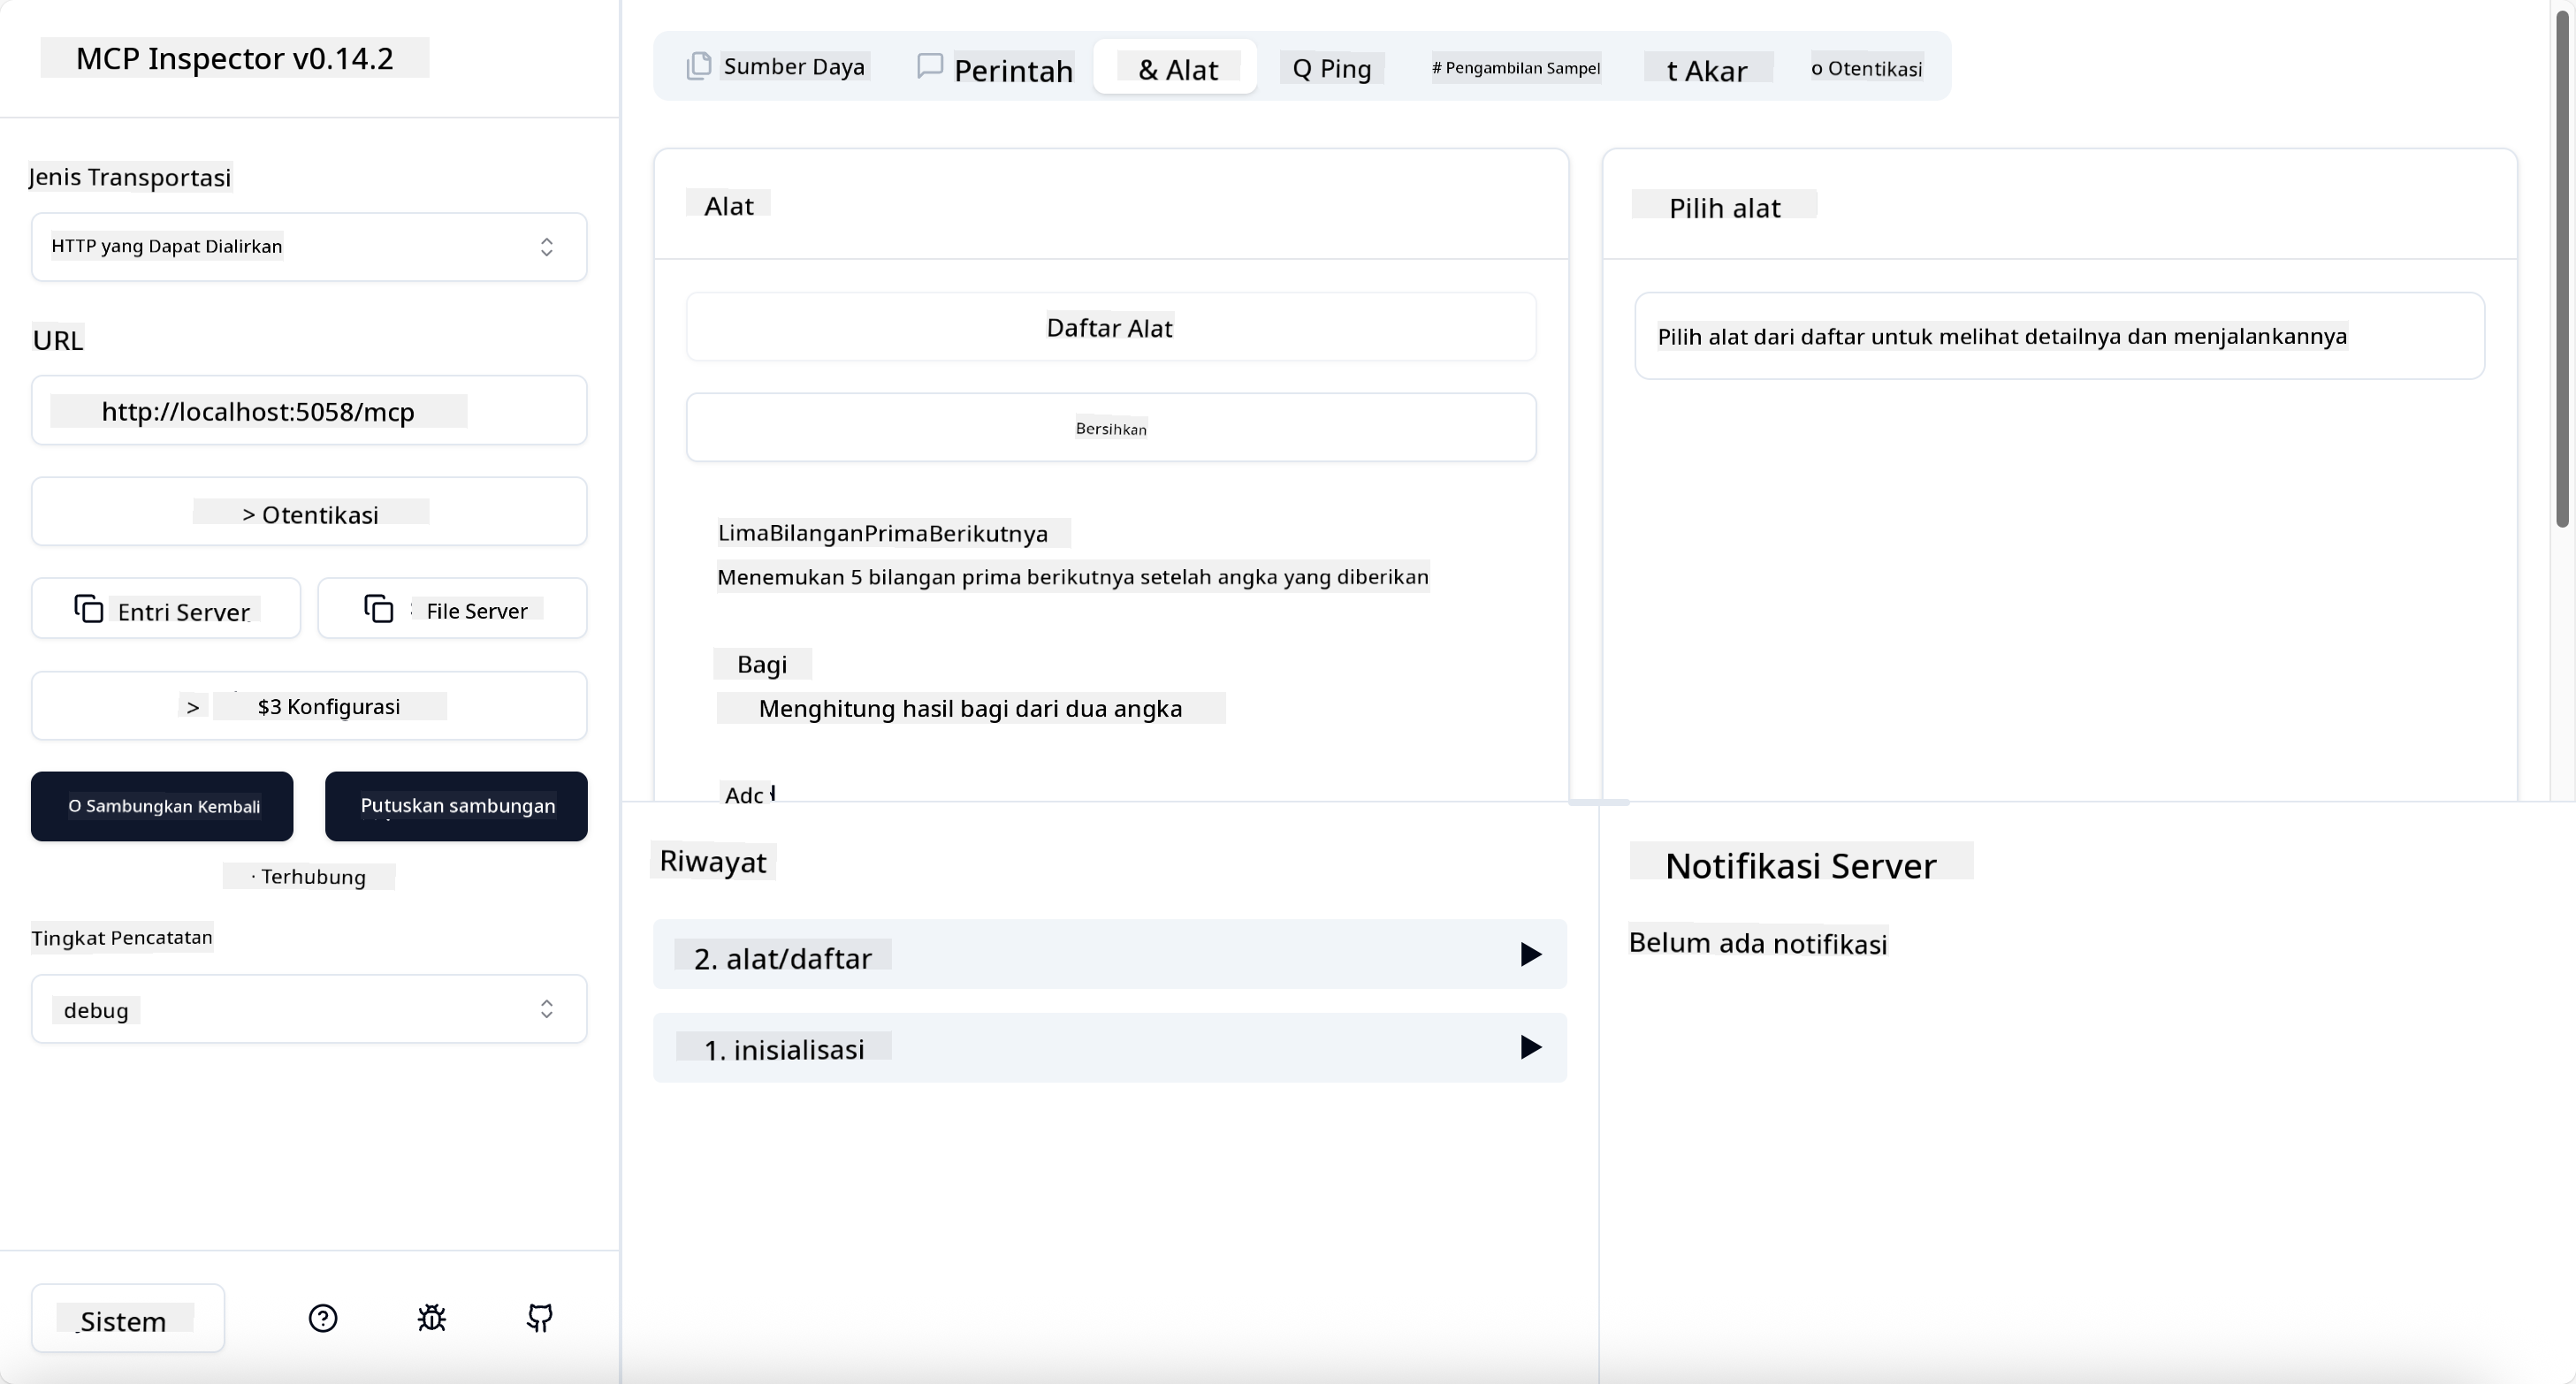 MCP Inspector v0.14.2
Jenis Transportasi
HTTP yang Dapat Dialirkan
URL
http://localhost:5058/mcp
> Otentikasi
Entri Server
File Server
> $3 Konfigurasi
O Sambungkan Kembali
Putuskan sambungan
· Terhubung
Tingkat Pencatatan
debug
Sistem
Sumber Daya
Perintah
& Alat
Q Ping
# Pengambilan Sampel
t Akar
o Otentikasi
Alat
Daftar Alat
Bersihkan
LimaBilanganPrimaBerikutnya
Menemukan 5 bilangan prima berikutnya setelah angka yang diberikan
Bagi
Menghitung hasil bagi dari dua angka
Adc
Pilih alat
Pilih alat dari daftar untuk melihat detailnya dan menjalankannya
Riwayat
2. alat/daftar
1. inisialisasi
Notifikasi Server
Belum ada notifikasi